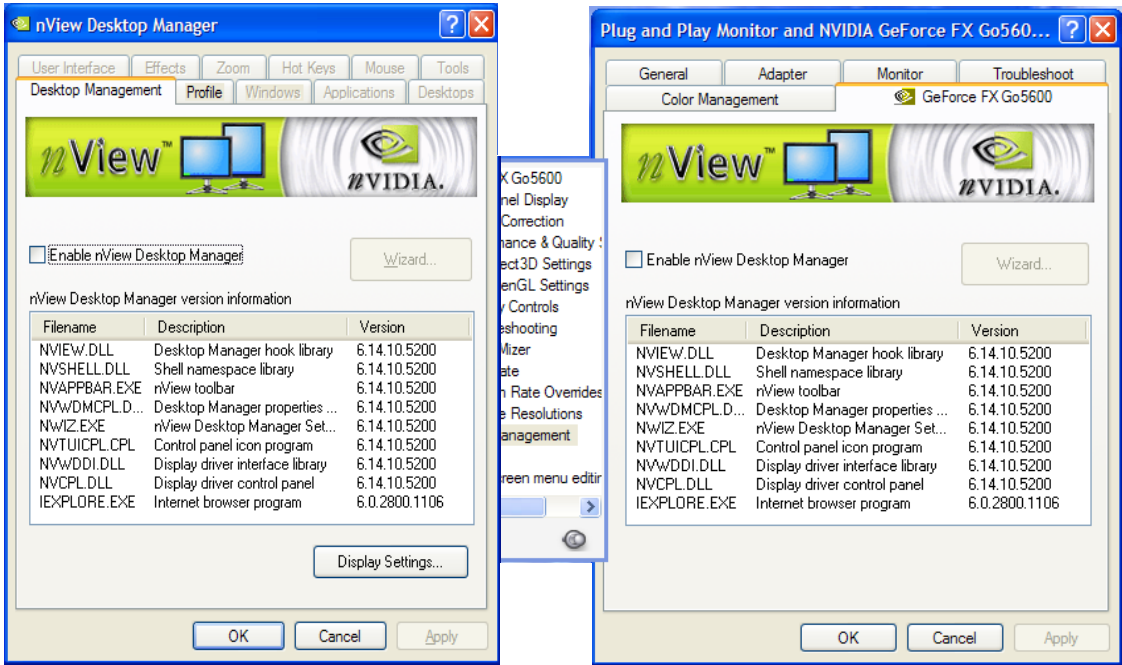 nView Desktop Manager
User Interface Effects Zoom Hot Keys Mouse Tools
Desktop Management Profile Windows Applications Desktops
nView™ NVIDIA.
Enable nView Desktop Manager
Wizard...
nView Desktop Manager version information
Filename Description Version
NVIEW.DLL Desktop Manager hook library 6.14.10.5200
NVSHELL.DLL Shell namespace library 6.14.10.5200
NVAPPBAR.EXE nView toolbar 6.14.10.5200
NVWDMCPL.D... Desktop Manager properties ... 6.14.10.5200
NWIZ.EXE nView Desktop Manager Set... 6.14.10.5200
NVTUICPL.CPL Control panel icon program 6.14.10.5200
NVWDDI.DLL Display driver interface library 6.14.10.5200
NVCPL.DLL Display driver control panel 6.14.10.5200
IEXPLORE.EXE Internet browser program 6.0.2800.1106
Display Settings...
OK Cancel Apply
X Go5600
nel Display
Correction
nance & Quality S
ect3D Settings
enGL Settings
y Controls
eshooting
Mizer
ate
n Rate Overrides
e Resolutions
anagement
reen menu editin
Plug and Play Monitor and NVIDIA GeForce FX Go560...
General Adapter Monitor Troubleshoot
Color Management GeForce FX Go5600
nView™ NVIDIA.
Enable nView Desktop Manager
Wizard...
nView Desktop Manager version information
Filename Description Version
NVIEW.DLL Desktop Manager hook library 6.14.10.5200
NVSHELL.DLL Shell namespace library 6.14.10.5200
NVAPPBAR.EXE nView toolbar 6.14.10.5200
NVWDMCPL.D... Desktop Manager properties ... 6.14.10.5200
NWIZ.EXE nView Desktop Manager Set... 6.14.10.5200
NVTUICPL.CPL Control panel icon program 6.14.10.5200
NVWDDI.DLL Display driver interface library 6.14.10.5200
NVCPL.DLL Display driver control panel 6.14.10.5200
IEXPLORE.EXE Internet browser program 6.0.2800.1106
OK Cancel Apply